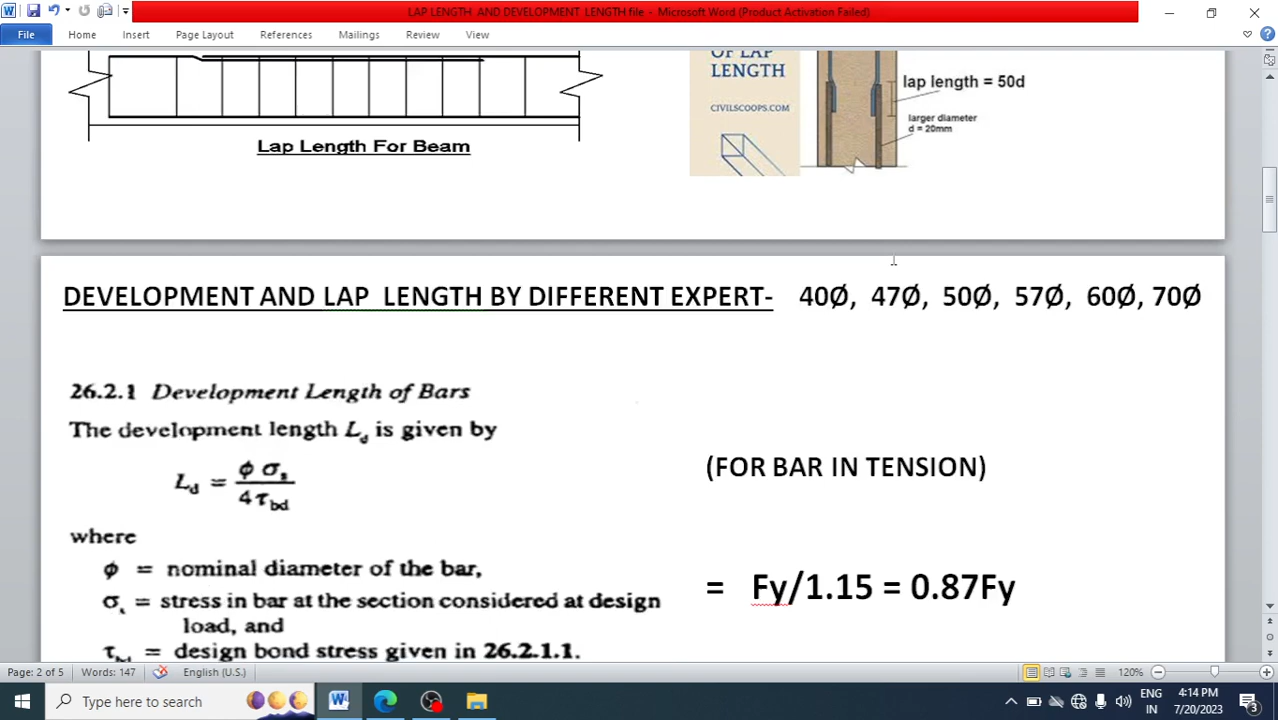 LAP LENGTH AND DEVELOPMENT LENGTH file - Microsoft Word (Product Activation Failed)
File Home Insert Page Layout References Mailings Review View
OF LAP
LENGTH
CIVILSCOOPS.COM
lap length = 50d
larger diameter
d = 20mm
Lap Length For Beam
DEVELOPMENT AND LAP LENGTH BY DIFFERENT EXPERT- 40Ø, 47Ø, 50Ø, 57Ø, 60Ø, 70Ø
26.2.1 Development Length of Bars
The development length Ld is given by
Ld = ϕ σs / 4 τbd
(FOR BAR IN TENSION)
where
ϕ = nominal diameter of the bar,
σs = stress in bar at the section considered at design
load, and
= Fy/1.15 = 0.87Fy
τbd = design bond stress given in 26.2.1.1.
Page: 2 of 5 Words: 147 English (U.S.) 120%
Type here to search
ENG
IN
4:14 PM
7/20/2023
3